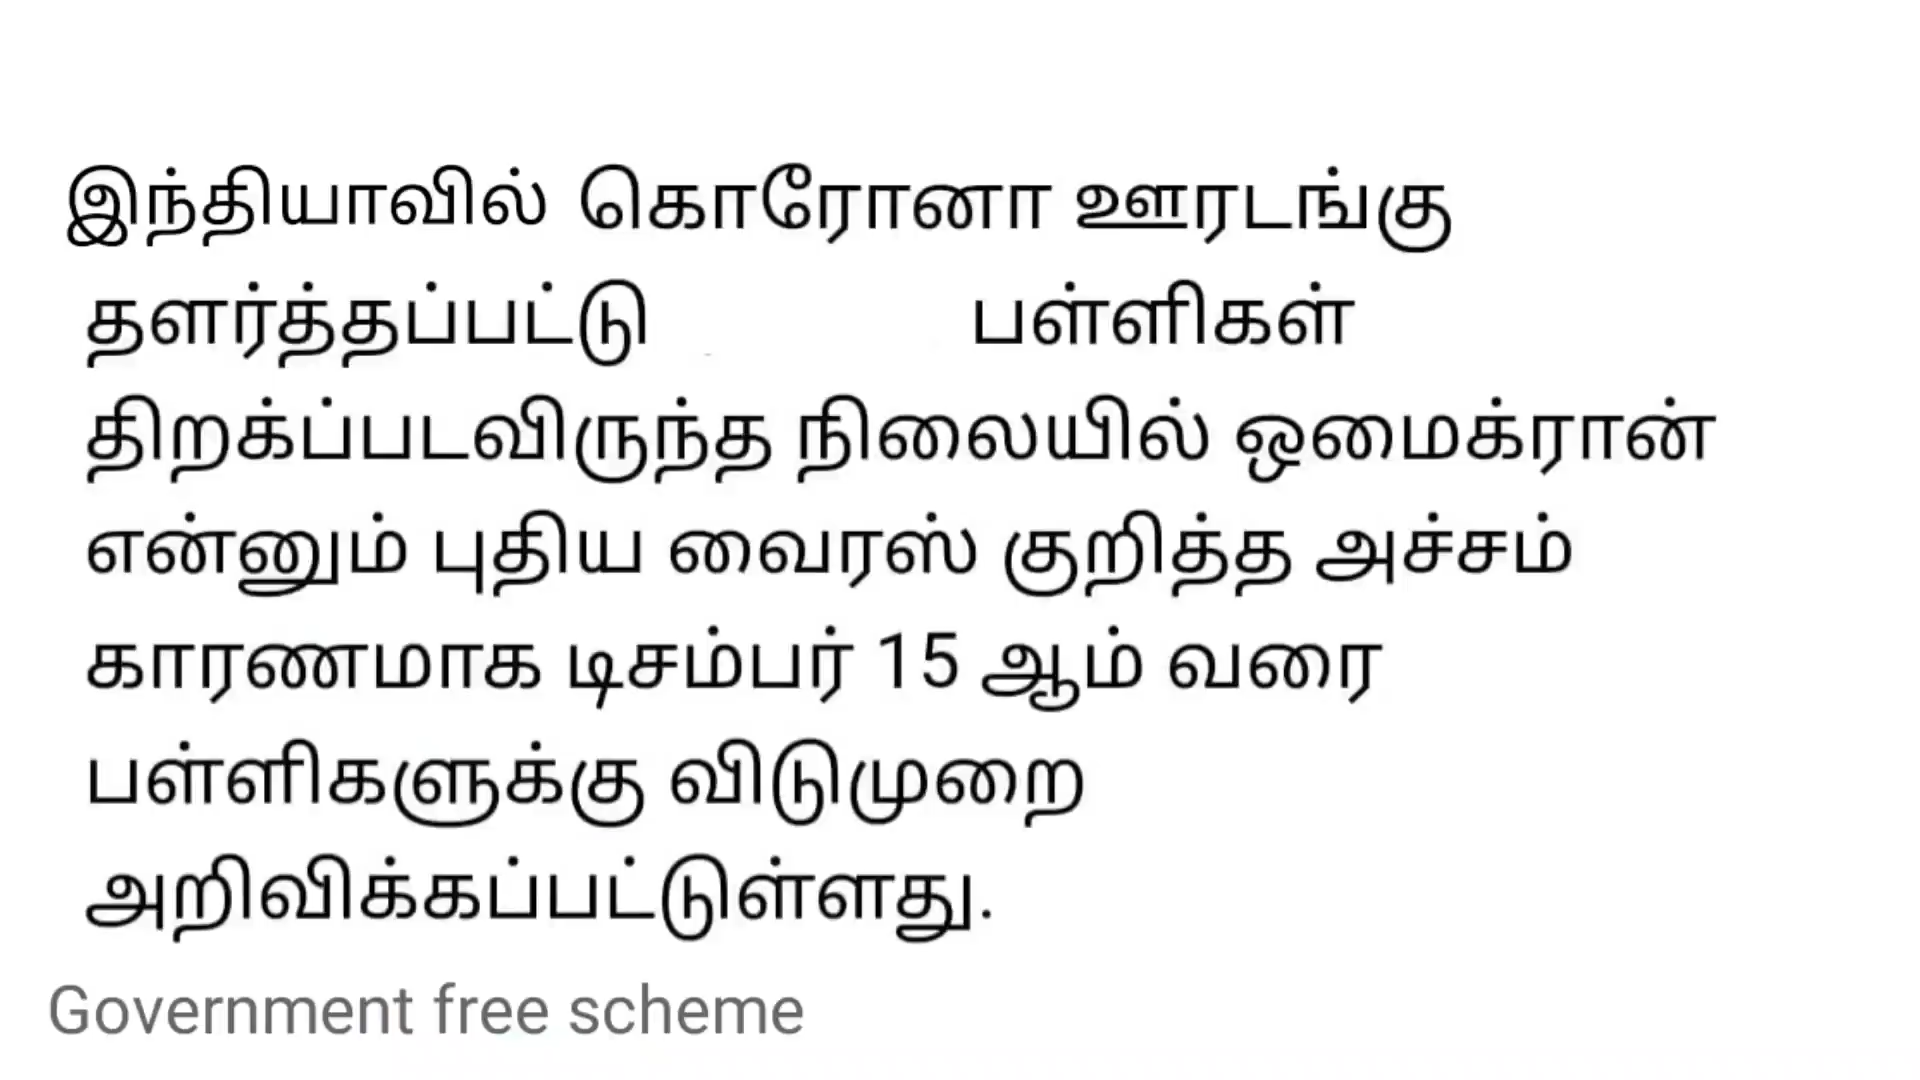 இந்தியாவில் கொரோனா ஊரடங்கு
தளர்த்தப்பட்டு பள்ளிகள்
திறக்ப்படவிருந்த நிலையில் ஒமைக்ரான்
என்னும் புதிய வைரஸ் குறித்த அச்சம்
காரணமாக டிசம்பர் 15 ஆம் வரை
பள்ளிகளுக்கு விடுமுறை
அறிவிக்கப்பட்டுள்ளது.
Government free scheme